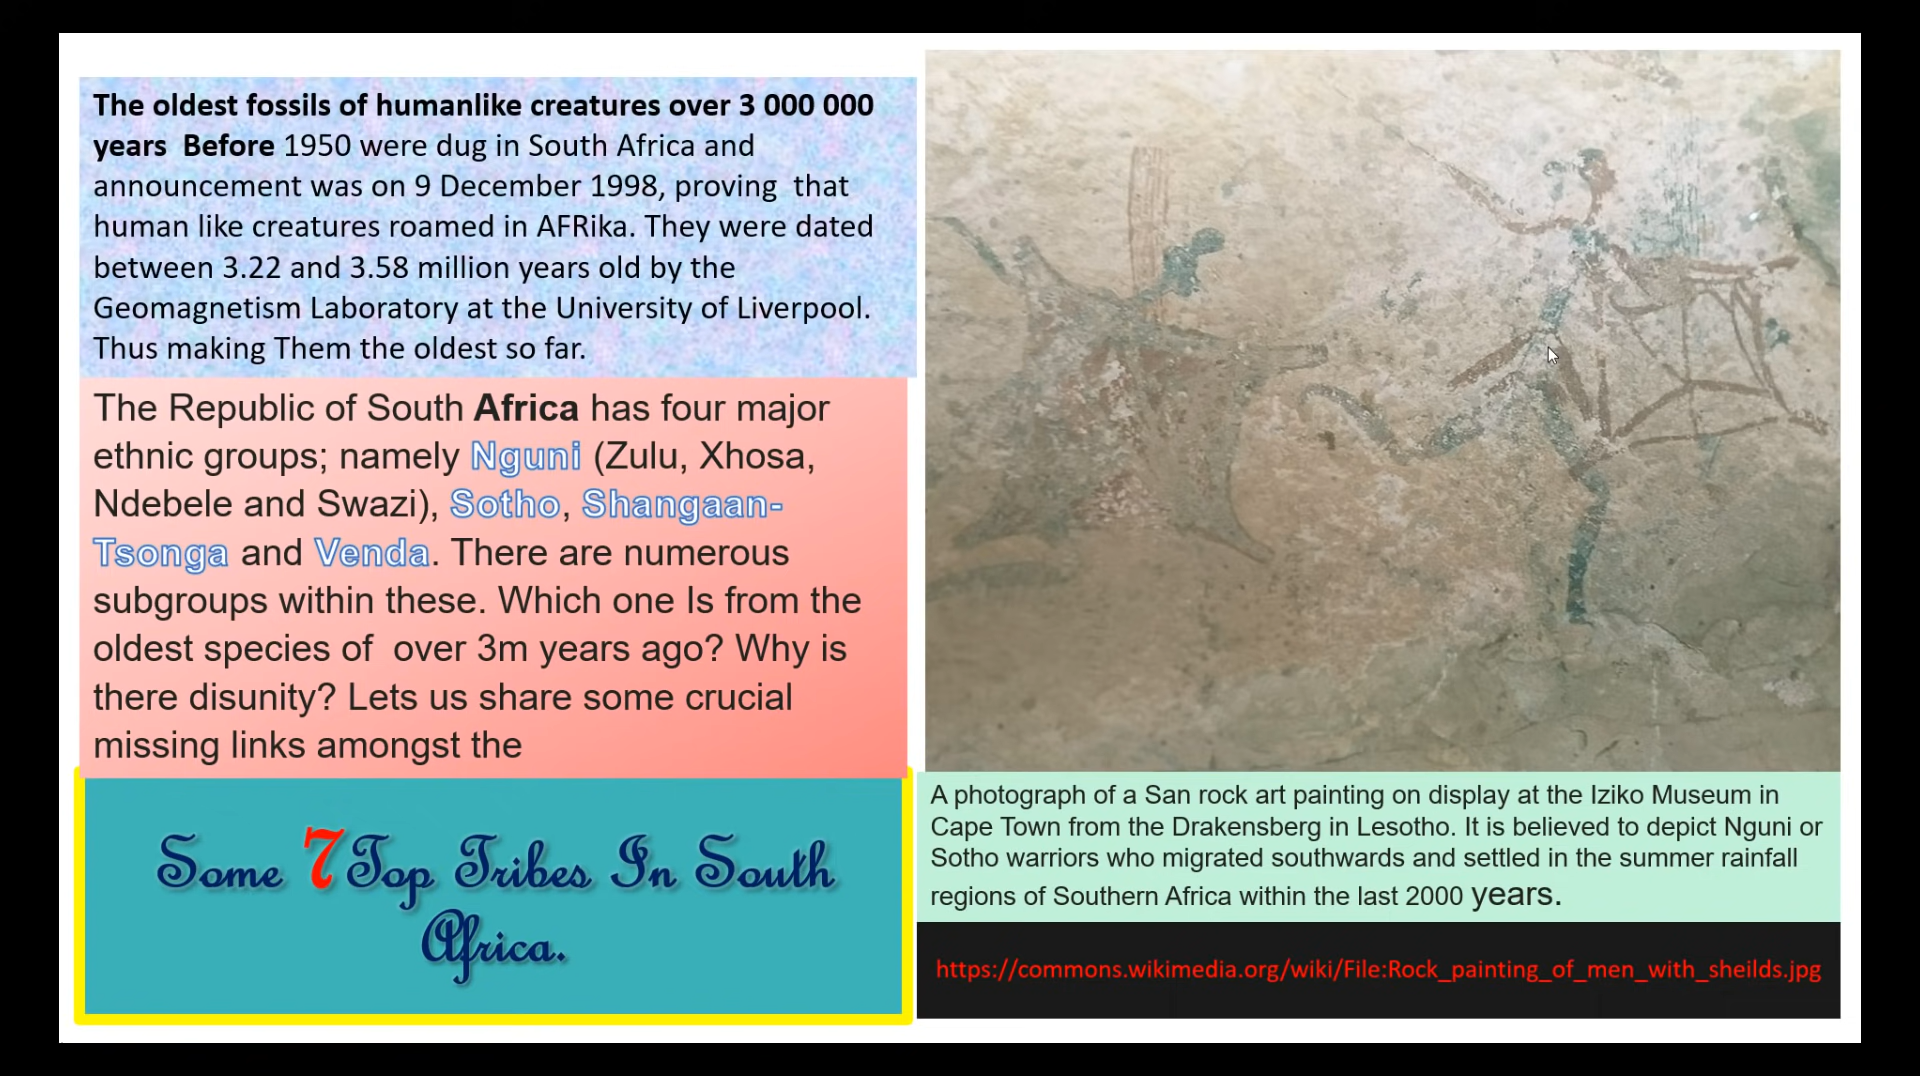 The oldest fossils of humanlike creatures over 3 000 000
years Before 1950 were dug in South Africa and
announcement was on 9 December 1998, proving that
human like creatures roamed in AFRika. They were dated
between 3.22 and 3.58 million years old by the
Geomagnetism Laboratory at the University of Liverpool.
Thus making Them the oldest so far.
The Republic of South Africa has four major
ethnic groups; namely Nguni (Zulu, Xhosa,
Ndebele and Swazi), Sotho, Shangaan-
Tsonga and Venda. There are numerous
subgroups within these. Which one Is from the
oldest species of over 3m years ago? Why is
there disunity? Lets us share some crucial
missing links amongst the
Some 7 Top Tribes In South
Africa.
A photograph of a San rock art painting on display at the Iziko Museum in
Cape Town from the Drakensberg in Lesotho. It is believed to depict Nguni or
Sotho warriors who migrated southwards and settled in the summer rainfall
regions of Southern Africa within the last 2000 years.
https://commons.wikimedia.org/wiki/File:Rock_painting_of_men_with_sheilds.jpg